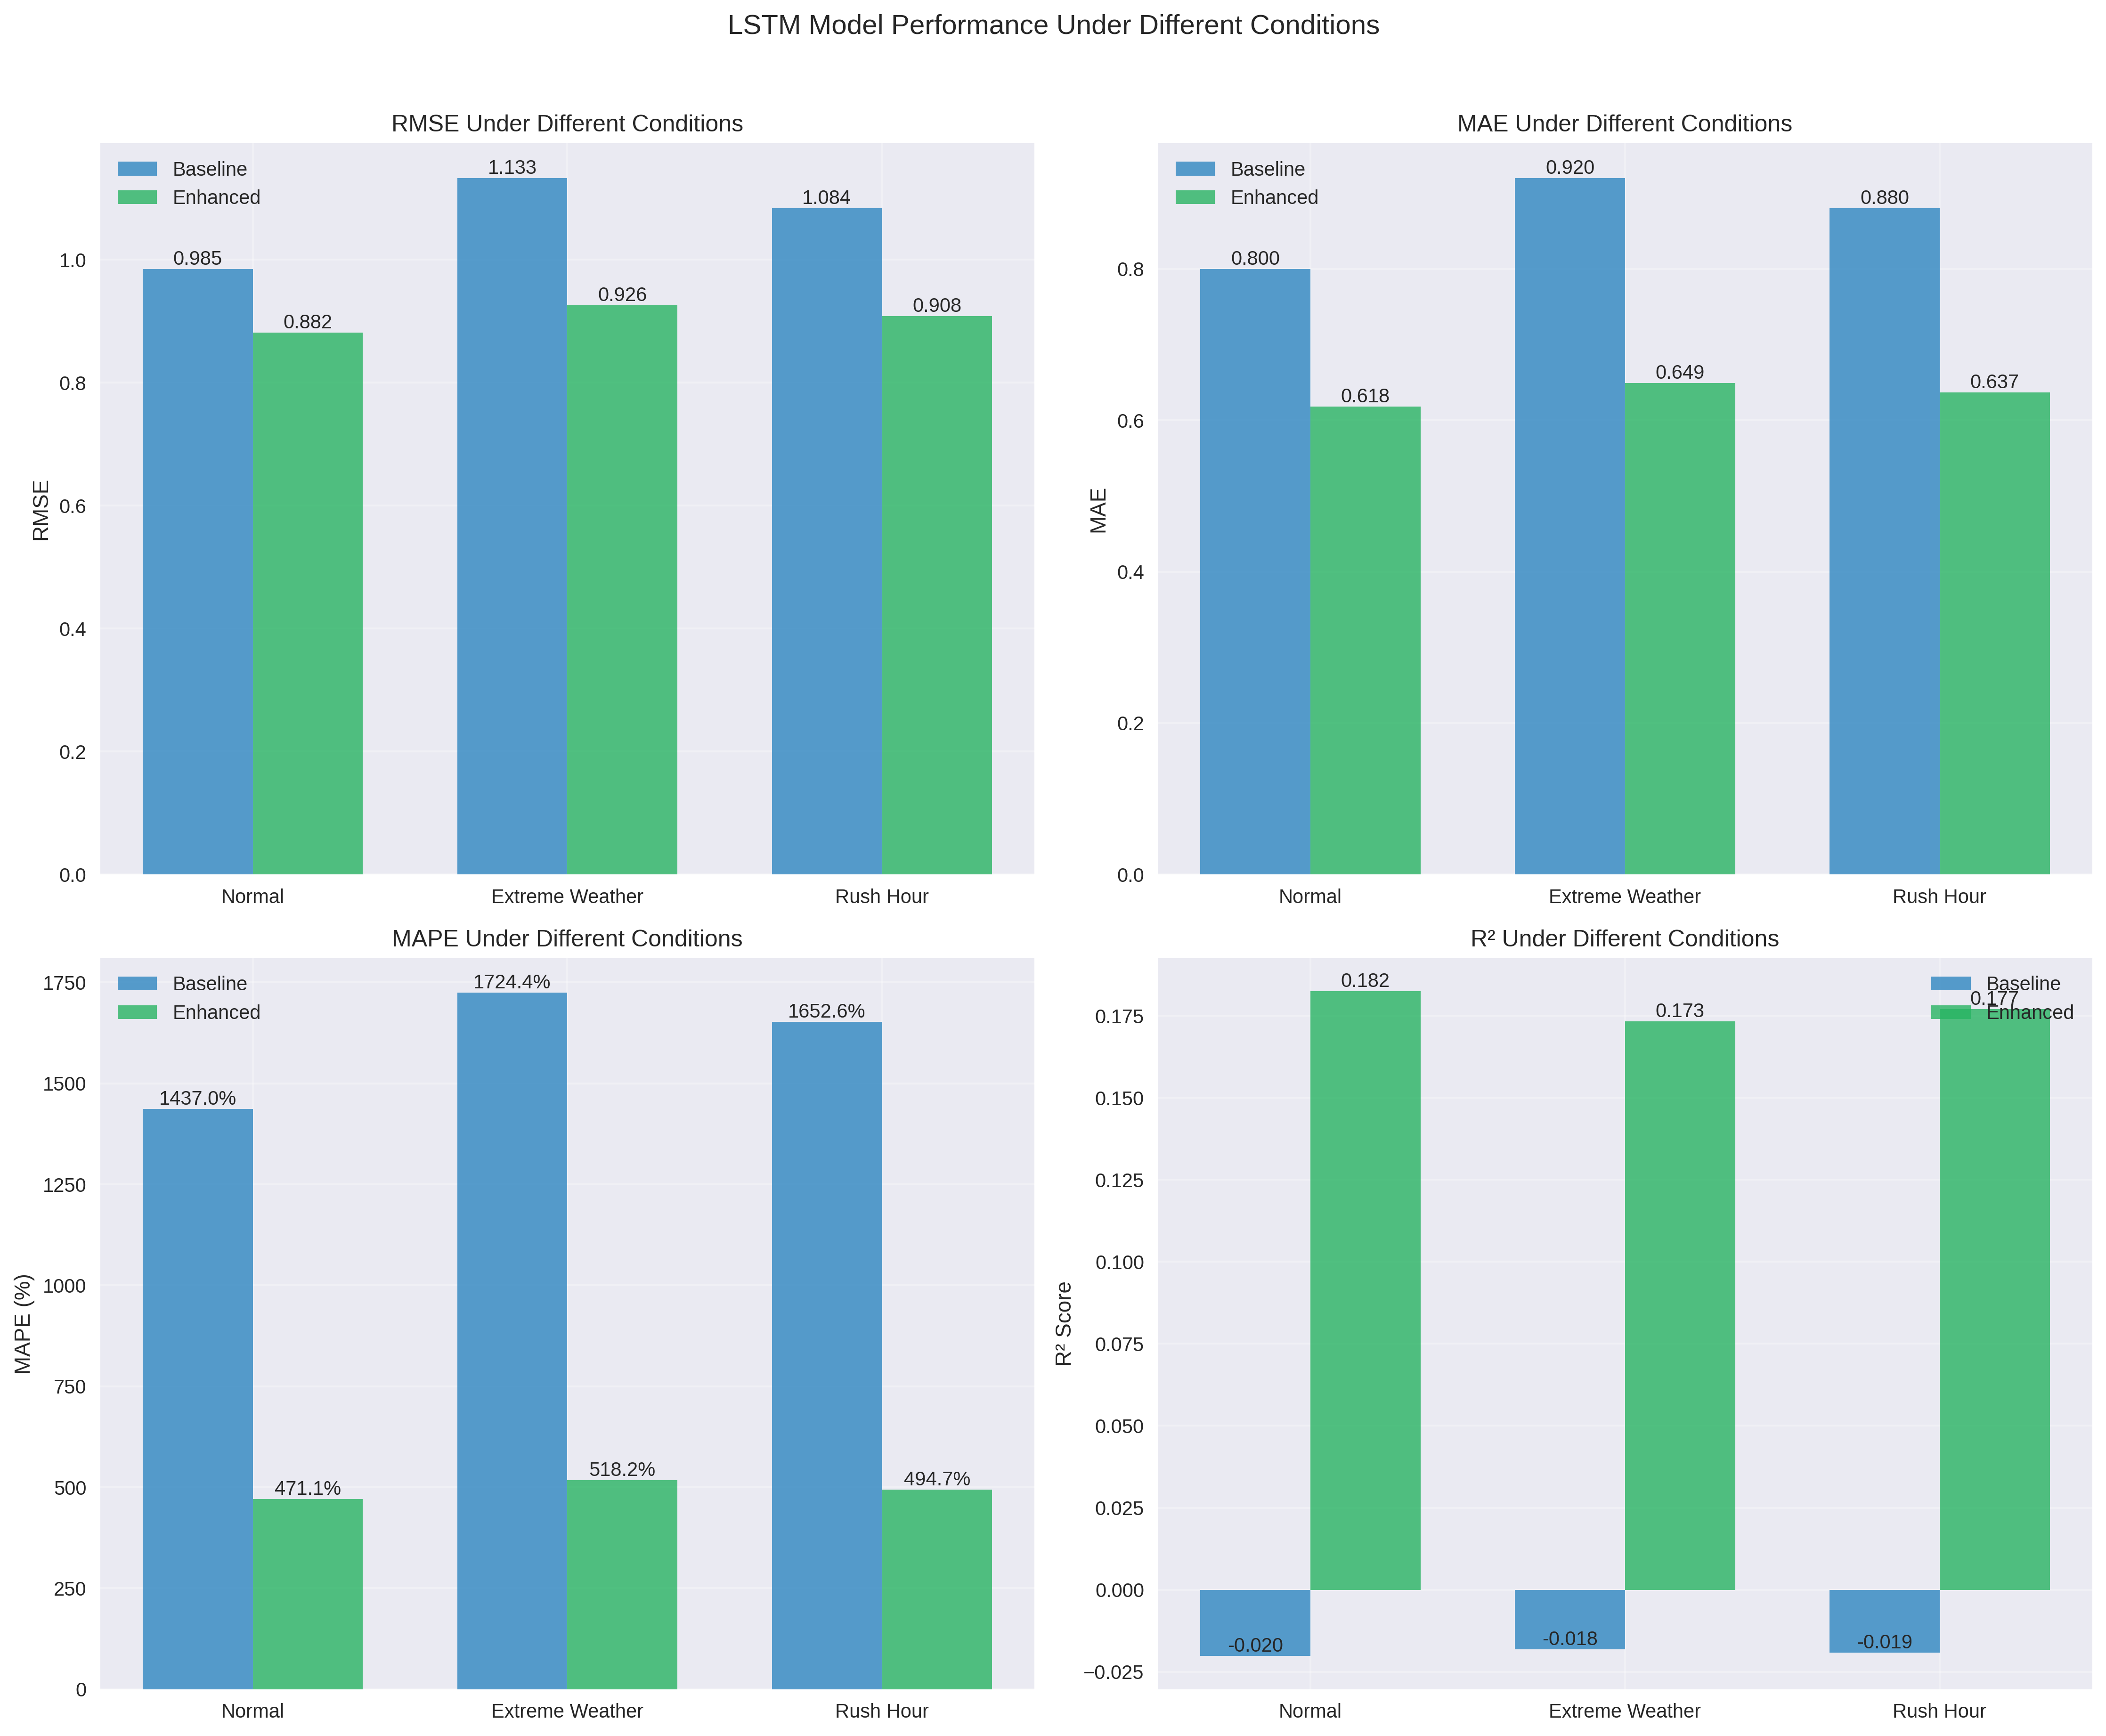 LSTM Model Performance Under Different Conditions
RMSE Under Different Conditions
Baseline
Enhanced
RMSE
1.0
0.8
0.6
0.4
0.2
0.0
0.985
0.882
1.133
0.926
1.084
0.908
Normal
Extreme Weather
Rush Hour
MAE Under Different Conditions
Baseline
Enhanced
MAE
0.8
0.6
0.4
0.2
0.0
0.800
0.618
0.920
0.649
0.880
0.637
Normal
Extreme Weather
Rush Hour
MAPE Under Different Conditions
Baseline
Enhanced
MAPE (%)
1750
1500
1250
1000
750
500
250
0
1437.0%
471.1%
1724.4%
518.2%
1652.6%
494.7%
Normal
Extreme Weather
Rush Hour
R² Under Different Conditions
Baseline
Enhanced
R² Score
0.175
0.150
0.125
0.100
0.075
0.050
0.025
0.000
−0.025
-0.020
0.182
-0.018
0.173
-0.019
0.177
Normal
Extreme Weather
Rush Hour